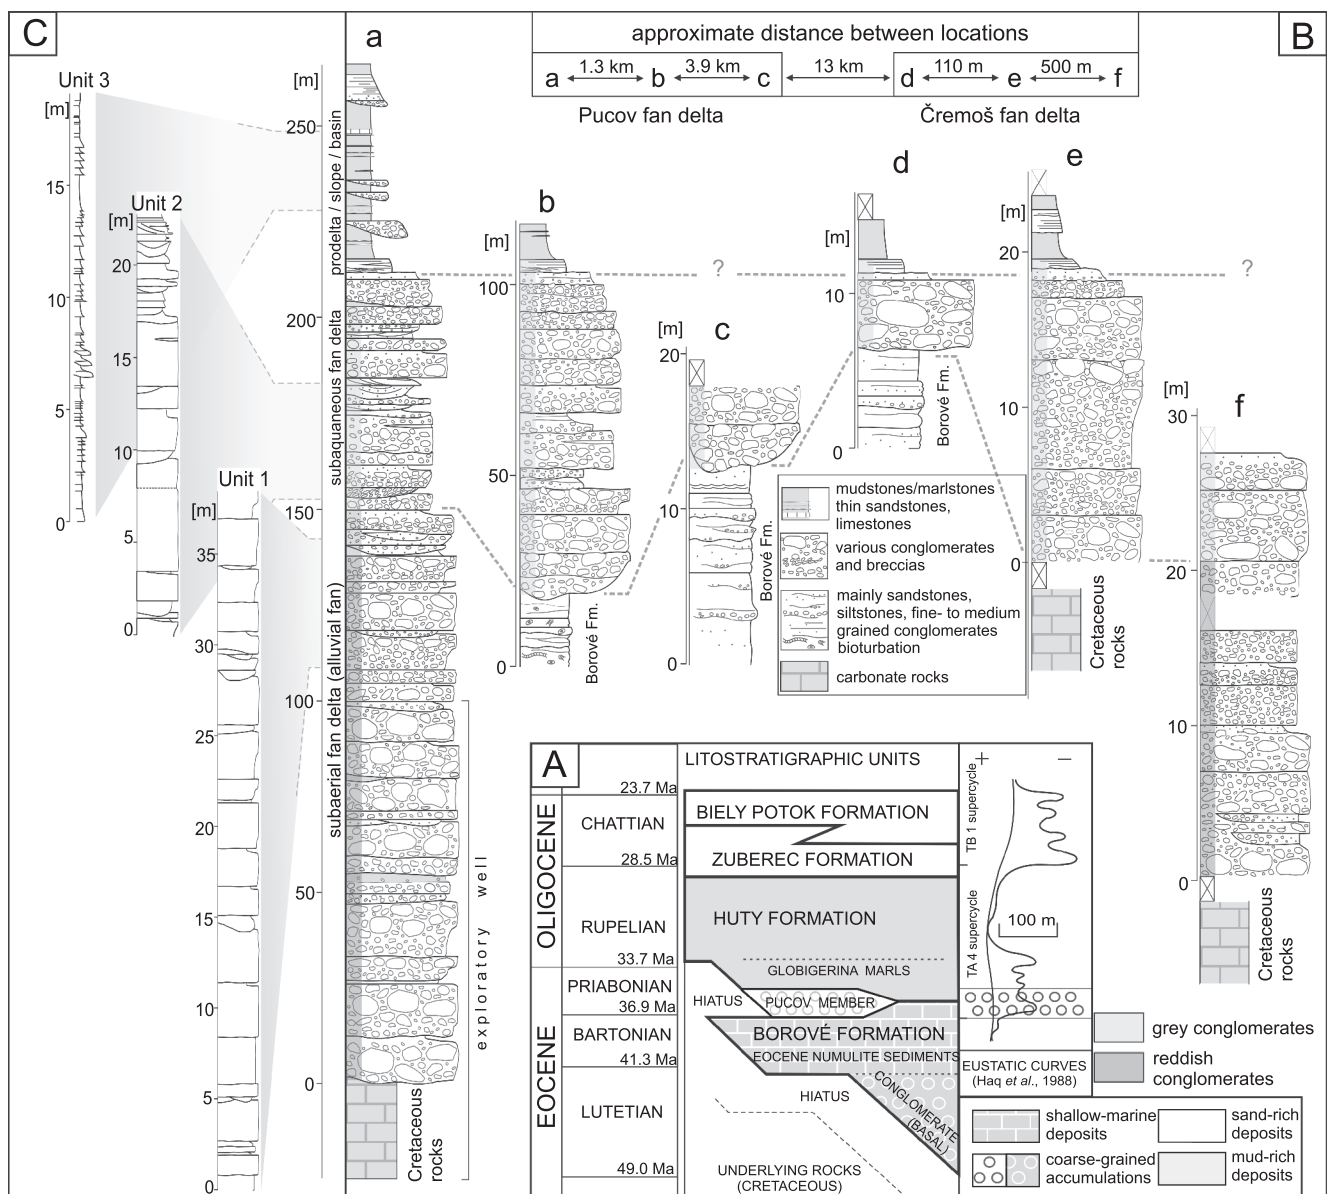 C
B
approximate distance between locations
a 1.3 km b 3.9 km c 13 km d 110 m e 500 m f
Pucov fan delta
Čremoš fan delta
Unit 3
[m]
15
10
5
0
Unit 2
[m]
20
15
10
5
0
Unit 1
[m]
35
30
25
20
15
10
5
0
a
[m]
250
200
150
100
50
0
prodelta / slope / basin
subaquaneous fan delta
subaerial fan delta (alluvial fan)
exploratory well
Cretaceous
rocks
b
[m]
100
50
0
Borové Fm.
?
c
[m]
20
10
0
Borové Fm.
d
[m]
10
0
Borové Fm.
e
[m]
20
10
0
Cretaceous
rocks
?
f
[m]
30
20
10
0
Cretaceous
rocks
mudstones/marlstones
thin sandstones,
limestones
various conglomerates
and breccias
mainly sandstones,
siltstones, fine- to medium
grained conglomerates
bioturbation
carbonate rocks
A
LITOSTRATIGRAPHIC UNITS
OLIGOCENE
EOCENE
23.7 Ma
CHATTIAN
28.5 Ma
RUPELIAN
33.7 Ma
PRIABONIAN
36.9 Ma
BARTONIAN
41.3 Ma
LUTETIAN
49.0 Ma
BIELY POTOK FORMATION
ZUBEREC FORMATION
HUTY FORMATION
GLOBIGERINA MARLS
HIATUS
PUCOV MEMBER
BOROVÉ FORMATION
EOCENE NUMULITE SEDIMENTS
HIATUS
CONGLOMERATE
(BASAL)
UNDERLYING ROCKS
(CRETACEOUS)
+ –
TB 1 supercycle
TA 4 supercycle
100 m
EUSTATIC CURVES
(Haq et al., 1988)
grey conglomerates
reddish
conglomerates
shallow-marine
deposits
sand-rich
deposits
coarse-grained
accumulations
mud-rich
deposits